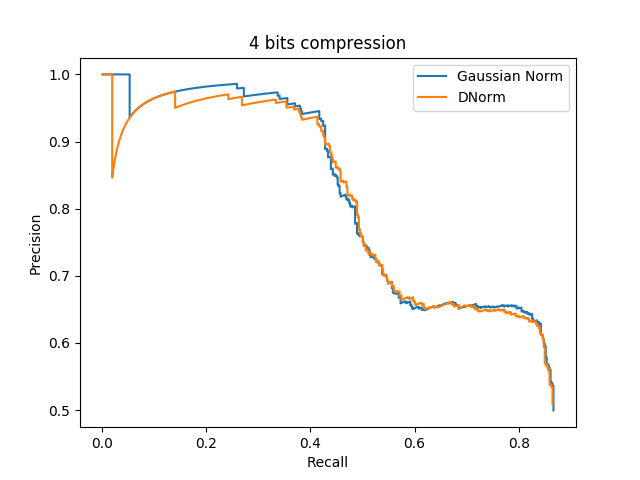 4 bits compression
Gaussian Norm
DNorm
1.0
0.9
0.8
0.7
0.6
0.5
Precision
0.0 0.2 0.4 0.6 0.8
Recall